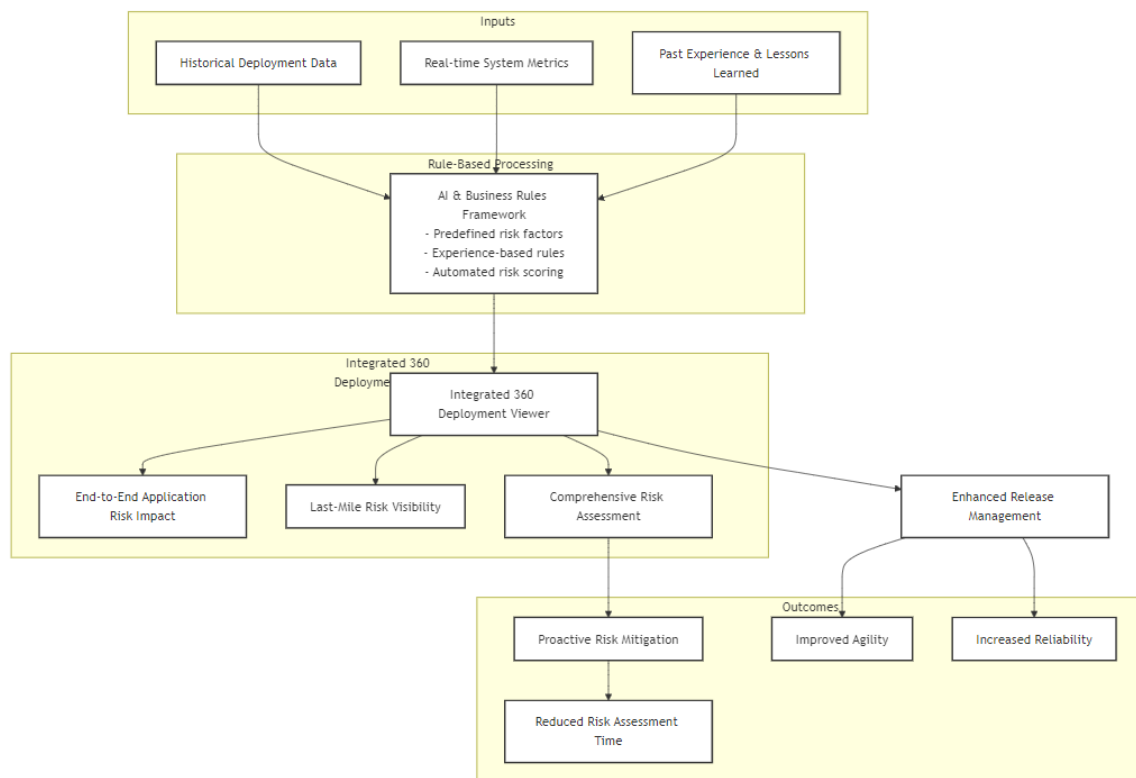 Inputs
Historical Deployment Data
Real-time System Metrics
Past Experience & Lessons
Learned
Rule-Based Processing
AI & Business Rules
Framework
- Predefined risk factors
- Experience-based rules
- Automated risk scoring
Integrated 360
Integrated 360
Deployment Viewer
End-to-End Application
Risk Impact
Last-Mile Risk Visibility
Comprehensive Risk
Assessment
Enhanced Release
Management
Outcomes
Proactive Risk Mitigation
Improved Agility
Increased Reliability
Reduced Risk Assessment
Time